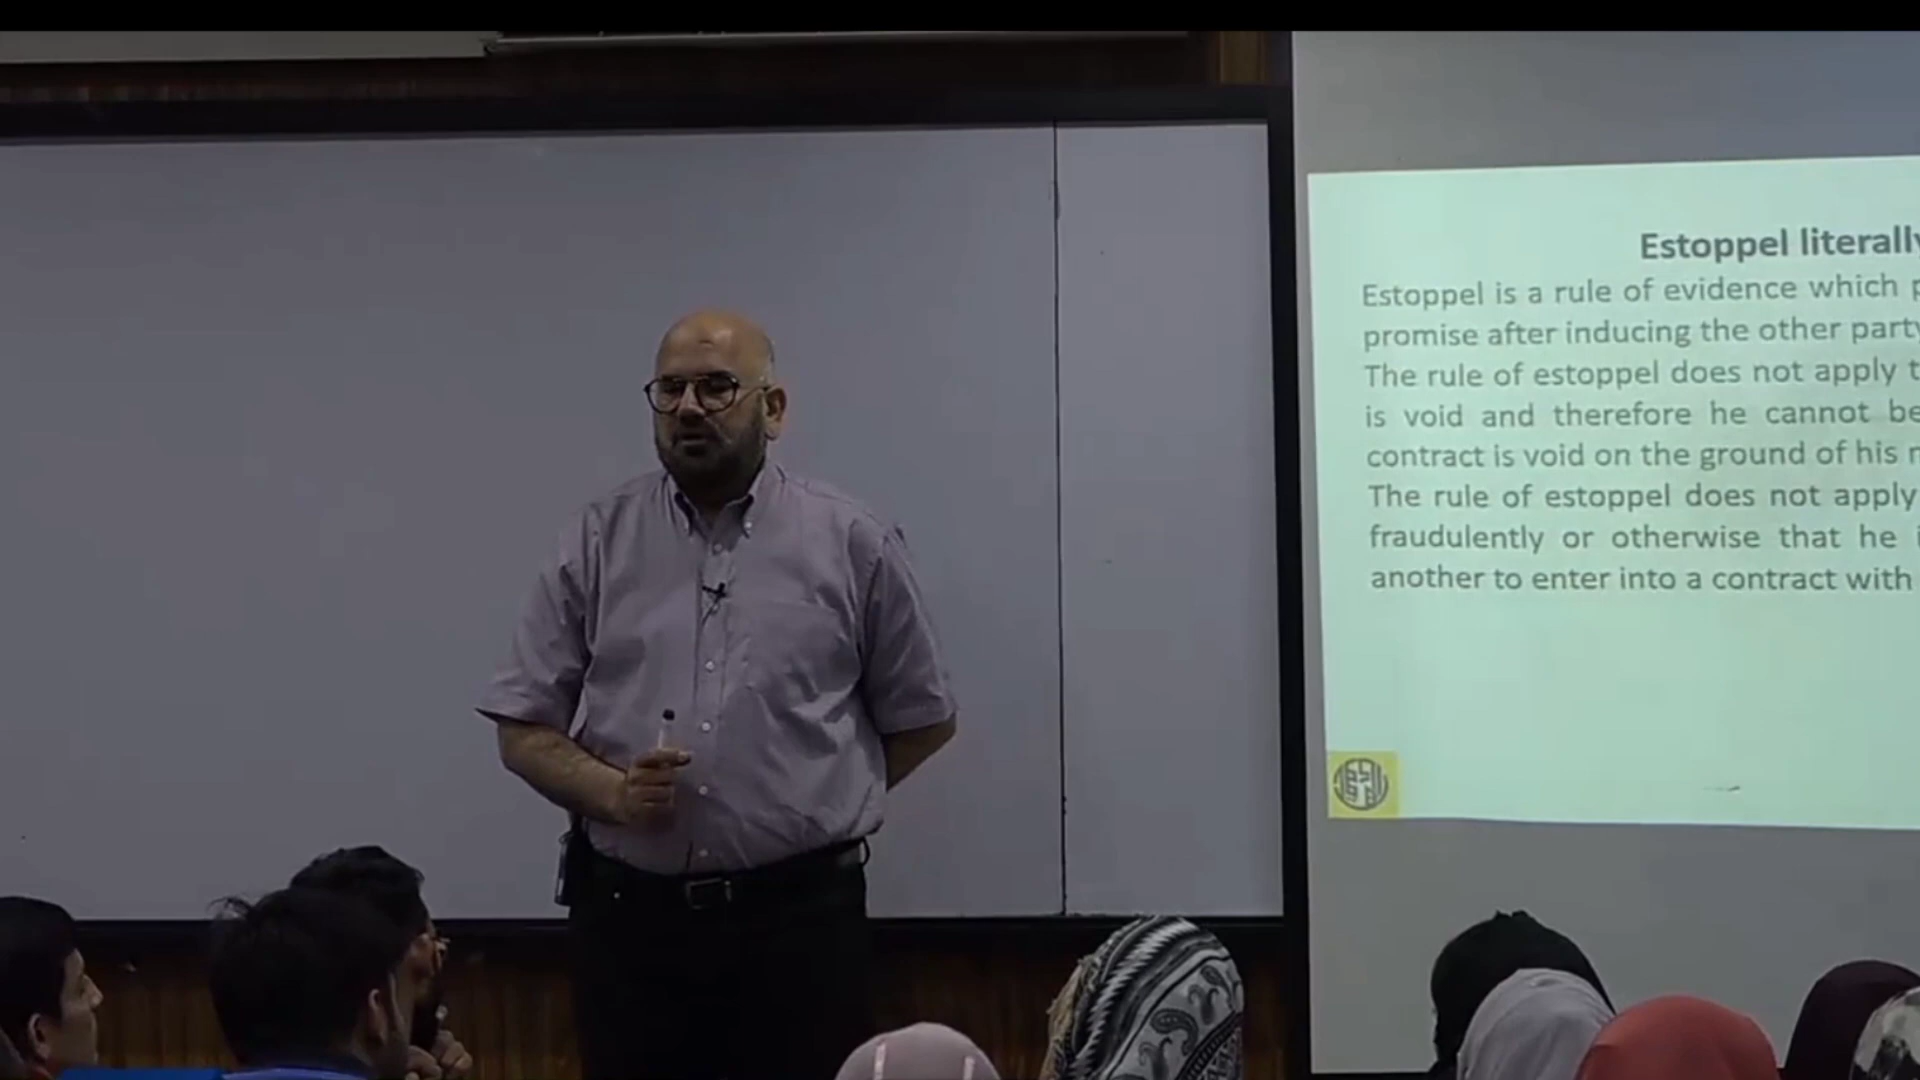 Estoppel literally
Estoppel is a rule of evidence which
promise after inducing the other party
The rule of estoppel does not apply
is void and therefore he cannot be
contract is void on the ground of his
The rule of estoppel does not apply
fraudulently or otherwise that he
another to enter into a contract with